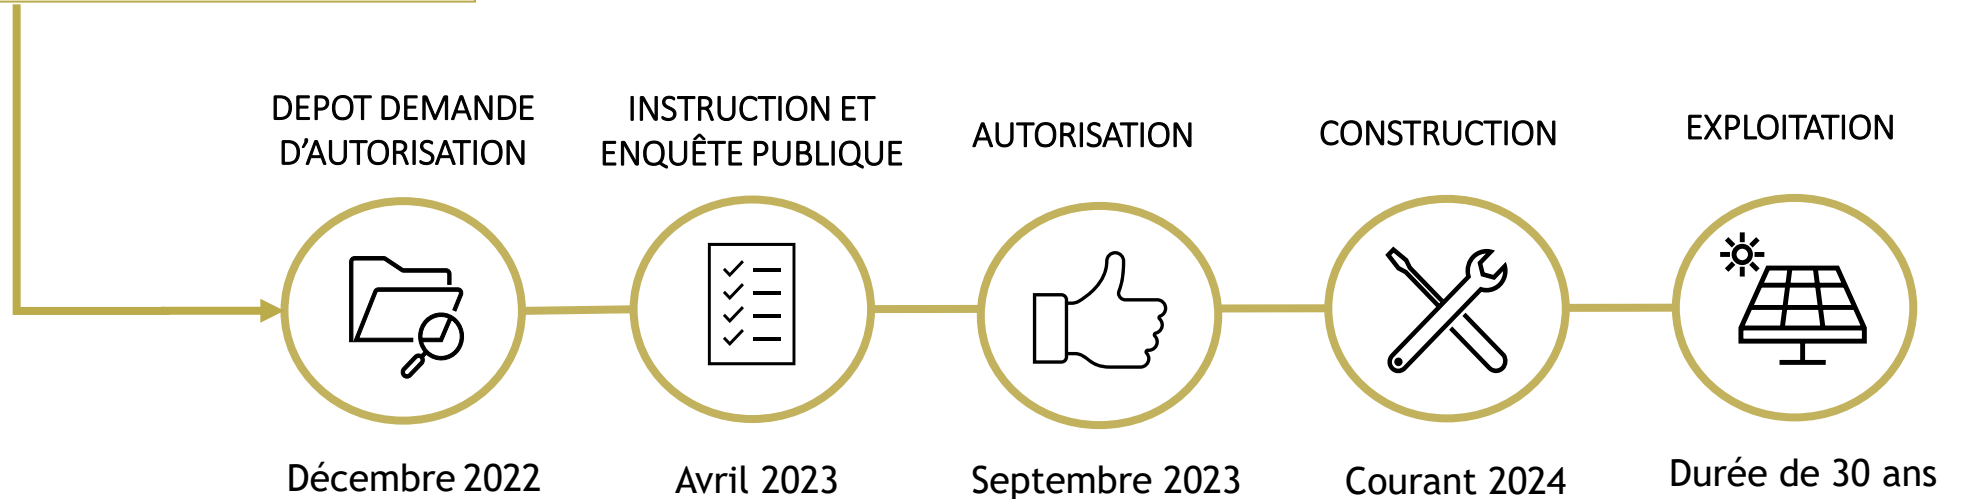 DEPOT DEMANDE
D’AUTORISATION
INSTRUCTION ET
ENQUÊTE PUBLIQUE
AUTORISATION
CONSTRUCTION
EXPLOITATION
Décembre 2022
Avril 2023
Septembre 2023
Courant 2024
Durée de 30 ans